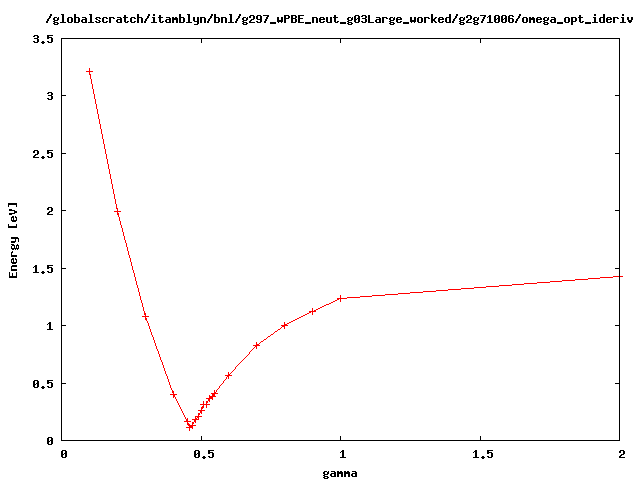 /globalscratch/itamblyn/bnl/g297_wPBE_neut_g03Large_worked/g2g71006/omega_opt_ideriv
3.5
3
2.5
2
1.5
1
0.5
0
Energy [eV]
0 0.5 1 1.5 2
gamma